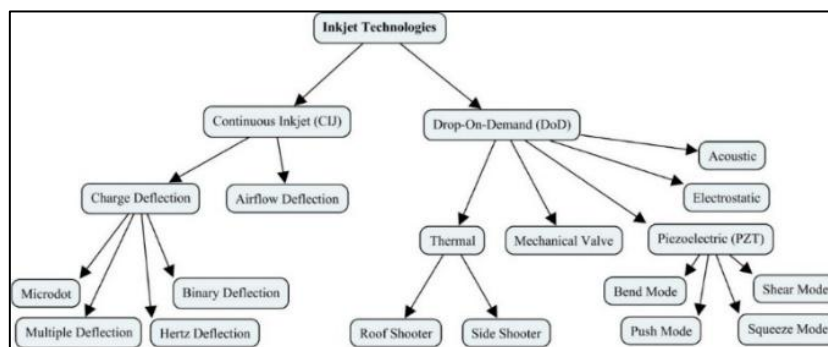 Inkjet Technologies
Continuous Inkjet (CIJ)
Drop-On-Demand (DoD)
Acoustic
Charge Deflection
Airflow Deflection
Electrostatic
Thermal
Mechanical Valve
Piezoelectric (PZT)
Microdot
Binary Deflection
Bend Mode
Shear Mode
Multiple Deflection
Hertz Deflection
Roof Shooter
Side Shooter
Push Mode
Squeeze Mode